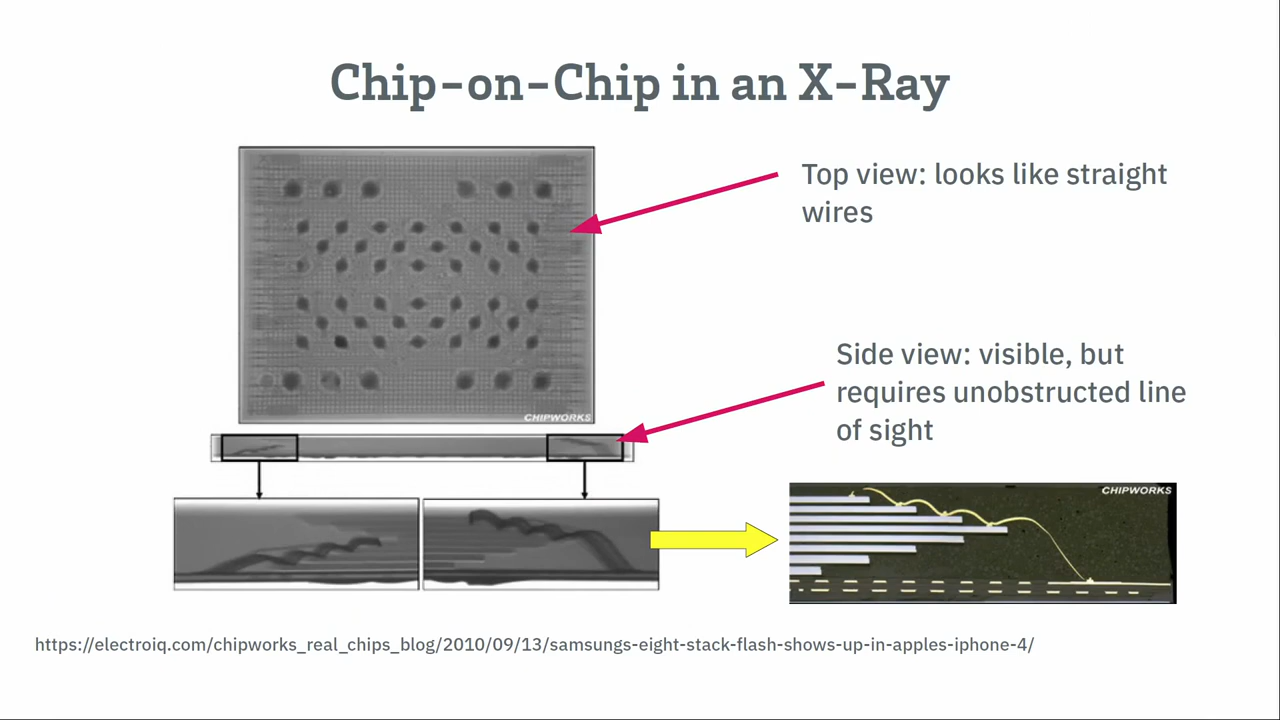 Chip-on-Chip in an X-Ray
Top view: looks like straight
wires
CHIPWORKS
Side view: visible, but
requires unobstructed line
of sight
CHIPWORKS
https://electroiq.com/chipworks_real_chips_blog/2010/09/13/samsungs-eight-stack-flash-shows-up-in-apples-iphone-4/